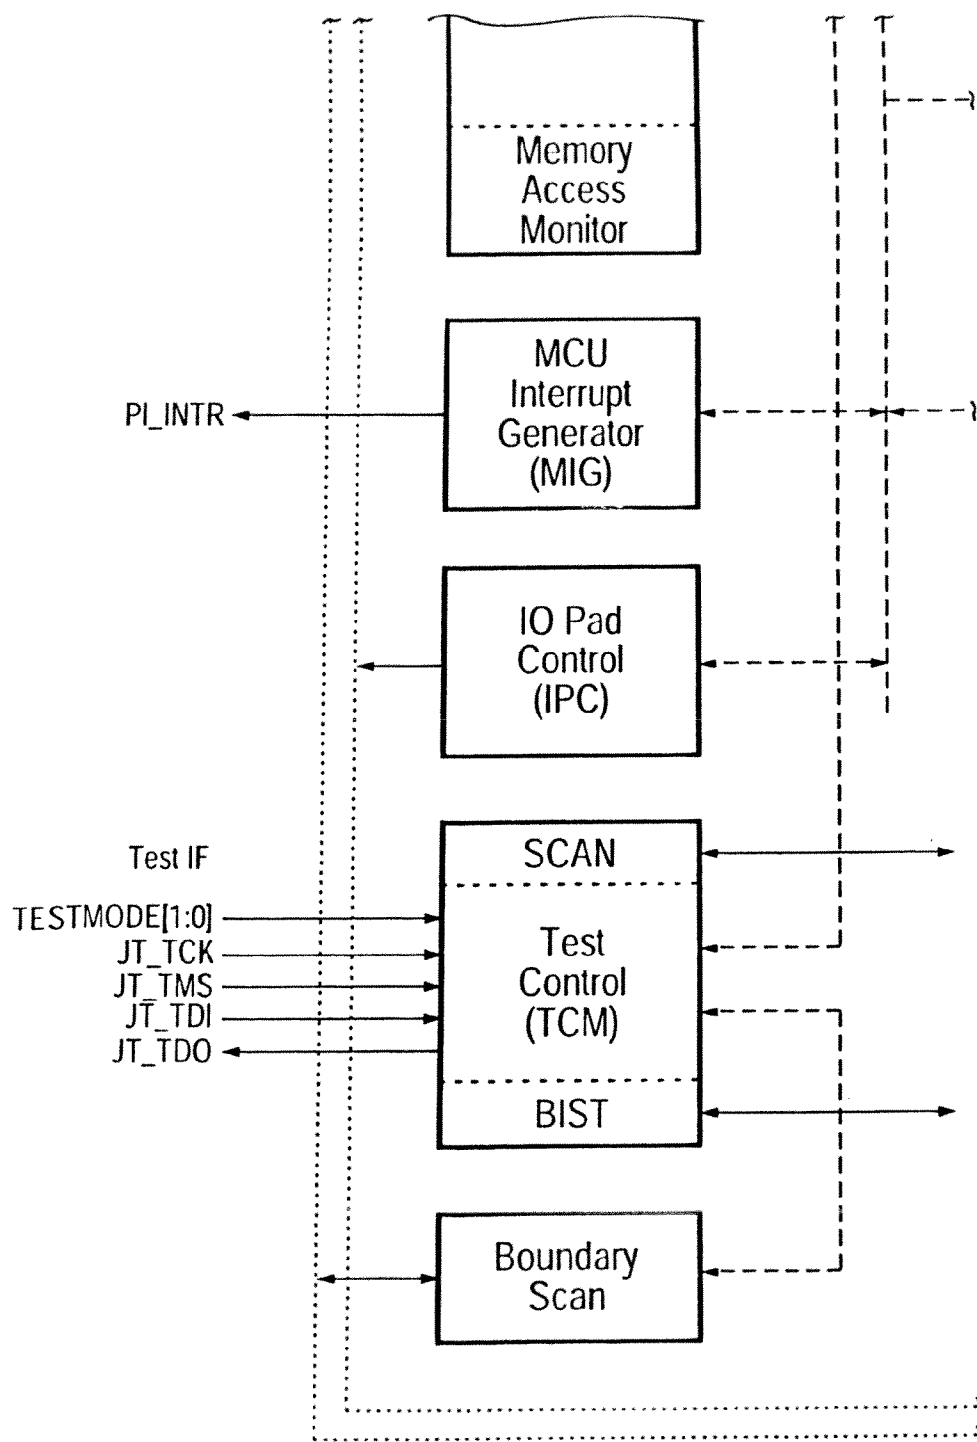 Memory
Access
Monitor
MCU
Interrupt
Generator
(MIG)
PI_INTR
IO Pad
Control
(IPC)
SCAN
Test IF
TESTMODE[1:0]
JT_TCK
JT_TMS
JT_TDI
JT_TDO
Test
Control
(TCM)
BIST
Boundary
Scan